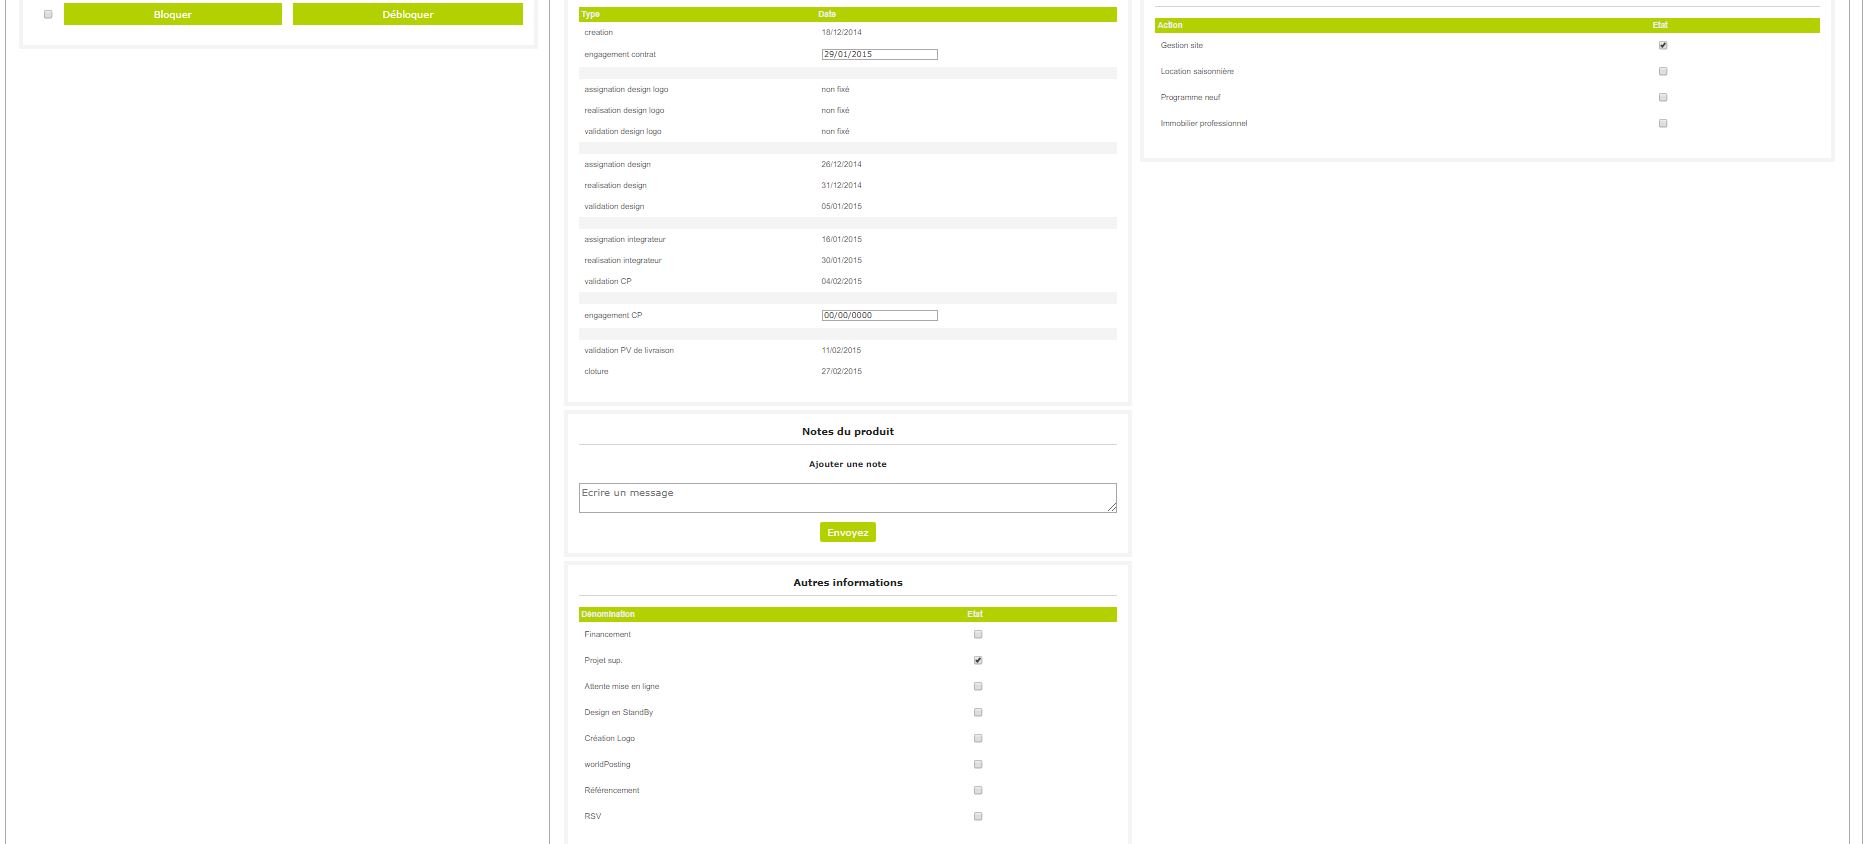 Bloquer Débloquer
Type Date
creation 18/12/2014
engagement contrat 29/01/2015
assignation design logo non fixé
realisation design logo non fixé
validation design logo non fixé
assignation design 26/12/2014
realisation design 31/12/2014
validation design 05/01/2015
assignation integrateur 16/01/2015
realisation integrateur 30/01/2015
validation CP 04/02/2015
engagement CP 00/00/0000
validation PV de livraison 11/02/2015
cloture 27/02/2015
Notes du produit
Ajouter une note
Ecrire un message
Envoyez
Autres informations
Dénomination Etat
Financement
Projet sup.
Attente mise en ligne
Design en StandBy
Création Logo
worldPosting
Référencement
RSV
Action Etat
Gestion site
Location saisonnière
Programme neuf
Immobilier professionnel